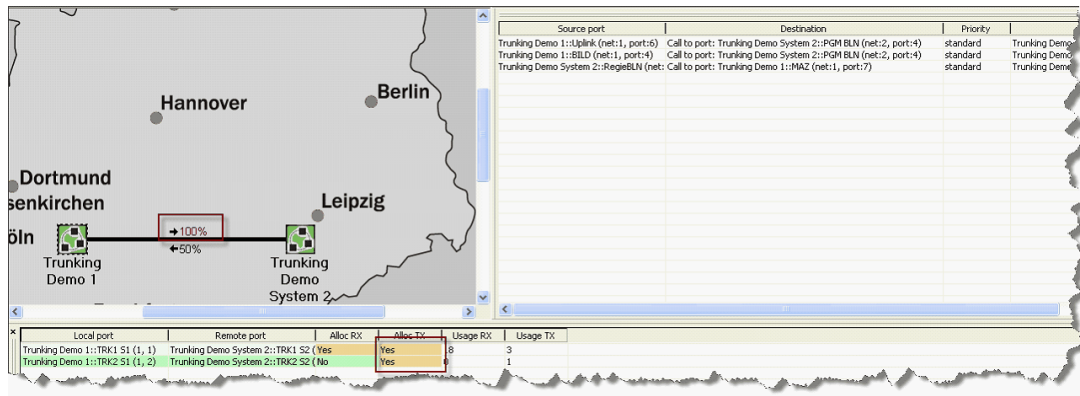 Hannover
Berlin
Dortmund
senkirchen
Leipzig
öln
100%
50%
Trunking
Demo 1
Trunking
Demo
System 2
Source port Destination Priority
Trunking Demo 1::Uplink (net:1, port:6) Call to port: Trunking Demo System 2::PGM BLN (net:2, port:4) standard Trunking Demo
Trunking Demo 1::BILD (net:1, port:4) Call to port: Trunking Demo System 2::PGM BLN (net:2, port:4) standard Trunking Demo
Trunking Demo System 2::RegieBLN (net: Call to port: Trunking Demo 1::MAZ (net:1, port:7) standard Trunking Demo
Local port Remote port Alloc RX Alloc TX Usage RX Usage TX
Trunking Demo 1::TRK1 S1 (1, 1) Trunking Demo System 2::TRK1 S2 ( Yes Yes 8 3
Trunking Demo 1::TRK2 S1 (1, 2) Trunking Demo System 2::TRK2 S2 ( No Yes 1